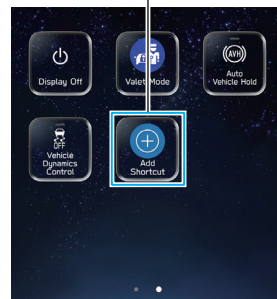 Display Off
Valet Mode
(AVH)
Auto
Vehicle Hold
OFF
Vehicle
Dynamics
Control
Add
Shortcut